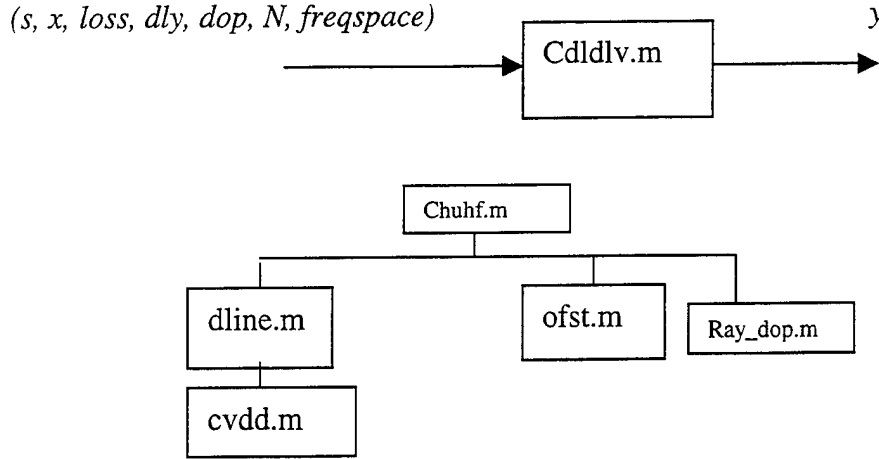 (s, x, loss, dly, dop, N, freqspace)
y
Cdldlv.m
Chuhf.m
dline.m
ofst.m
Ray_dop.m
cvdd.m